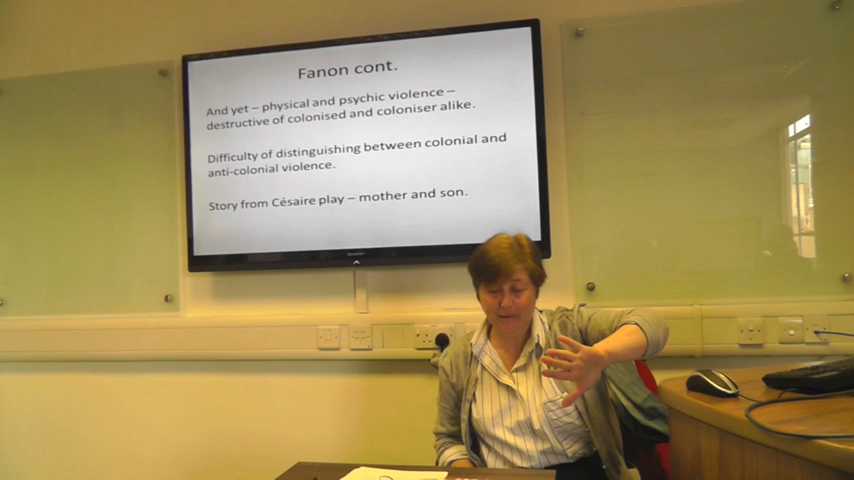 Fanon cont.
And yet – physical and psychic violence –
destructive of colonised and coloniser alike.
Difficulty of distinguishing between colonial and
anti-colonial violence.
Story from Césaire play – mother and son.